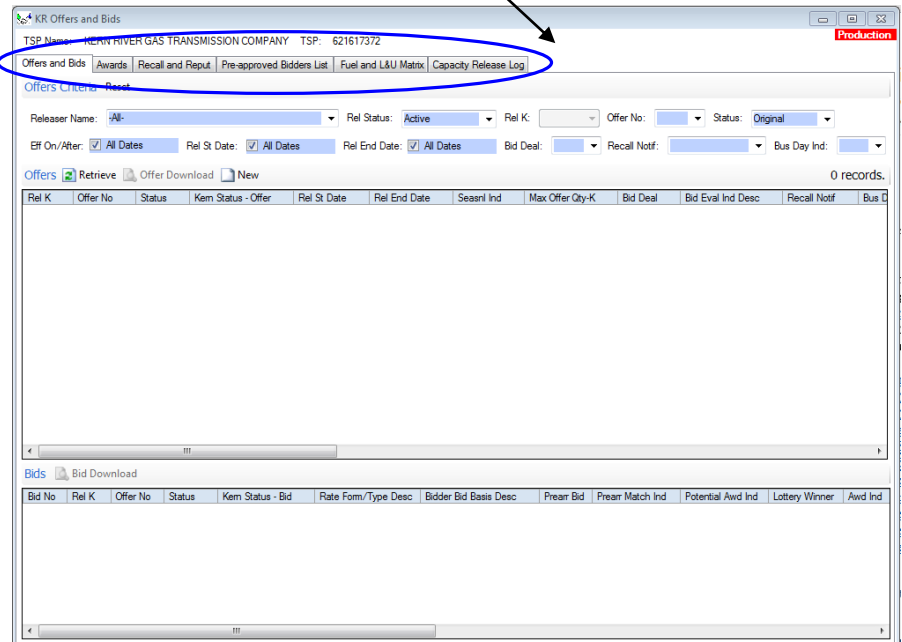 KR Offers and Bids
Production
TSP Name: KERN RIVER GAS TRANSMISSION COMPANY TSP: 621617372
Offers and Bids Awards Recall and Reput Pre-approved Bidders List Fuel and L&U Matrix Capacity Release Log
Offers Criteria Reset
Releaser Name: -All- Rel Status: Active Rel K: Offer No: Status: Original
Eff On/After: All Dates Rel St Date: All Dates Rel End Date: All Dates Bid Deal: Recall Notif: Bus Day Ind:
Offers Retrieve Offer Download New 0 records.
Rel K Offer No Status Kern Status - Offer Rel St Date Rel End Date Seasnl Ind Max Offer Qty-K Bid Deal Bid Eval Ind Desc Recall Notif Bus D
Bids Bid Download
Bid No Rel K Offer No Status Kern Status - Bid Rate Form/Type Desc Bidder Bid Basis Desc Prearr Bid Prearr Match Ind Potential Awd Ind Lottery Winner Awd Ind